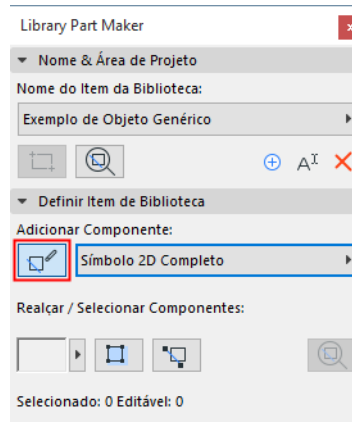 Library Part Maker
Nome & Área de Projeto
Nome do Item da Biblioteca:
Exemplo de Objeto Genérico
Definir Item de Biblioteca
Adicionar Componente:
Símbolo 2D Completo
Realçar / Selecionar Componentes:
Selecionado: 0 Editável: 0